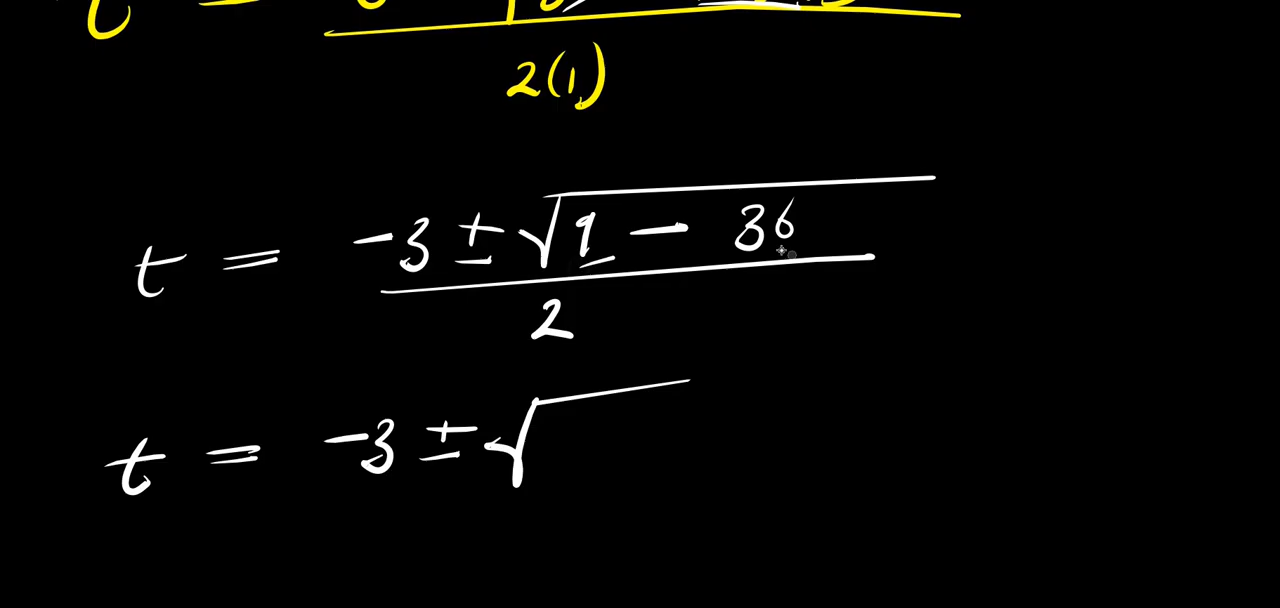 2(1)
t = -3 ± √9 - 36
2
t = -3 ± √